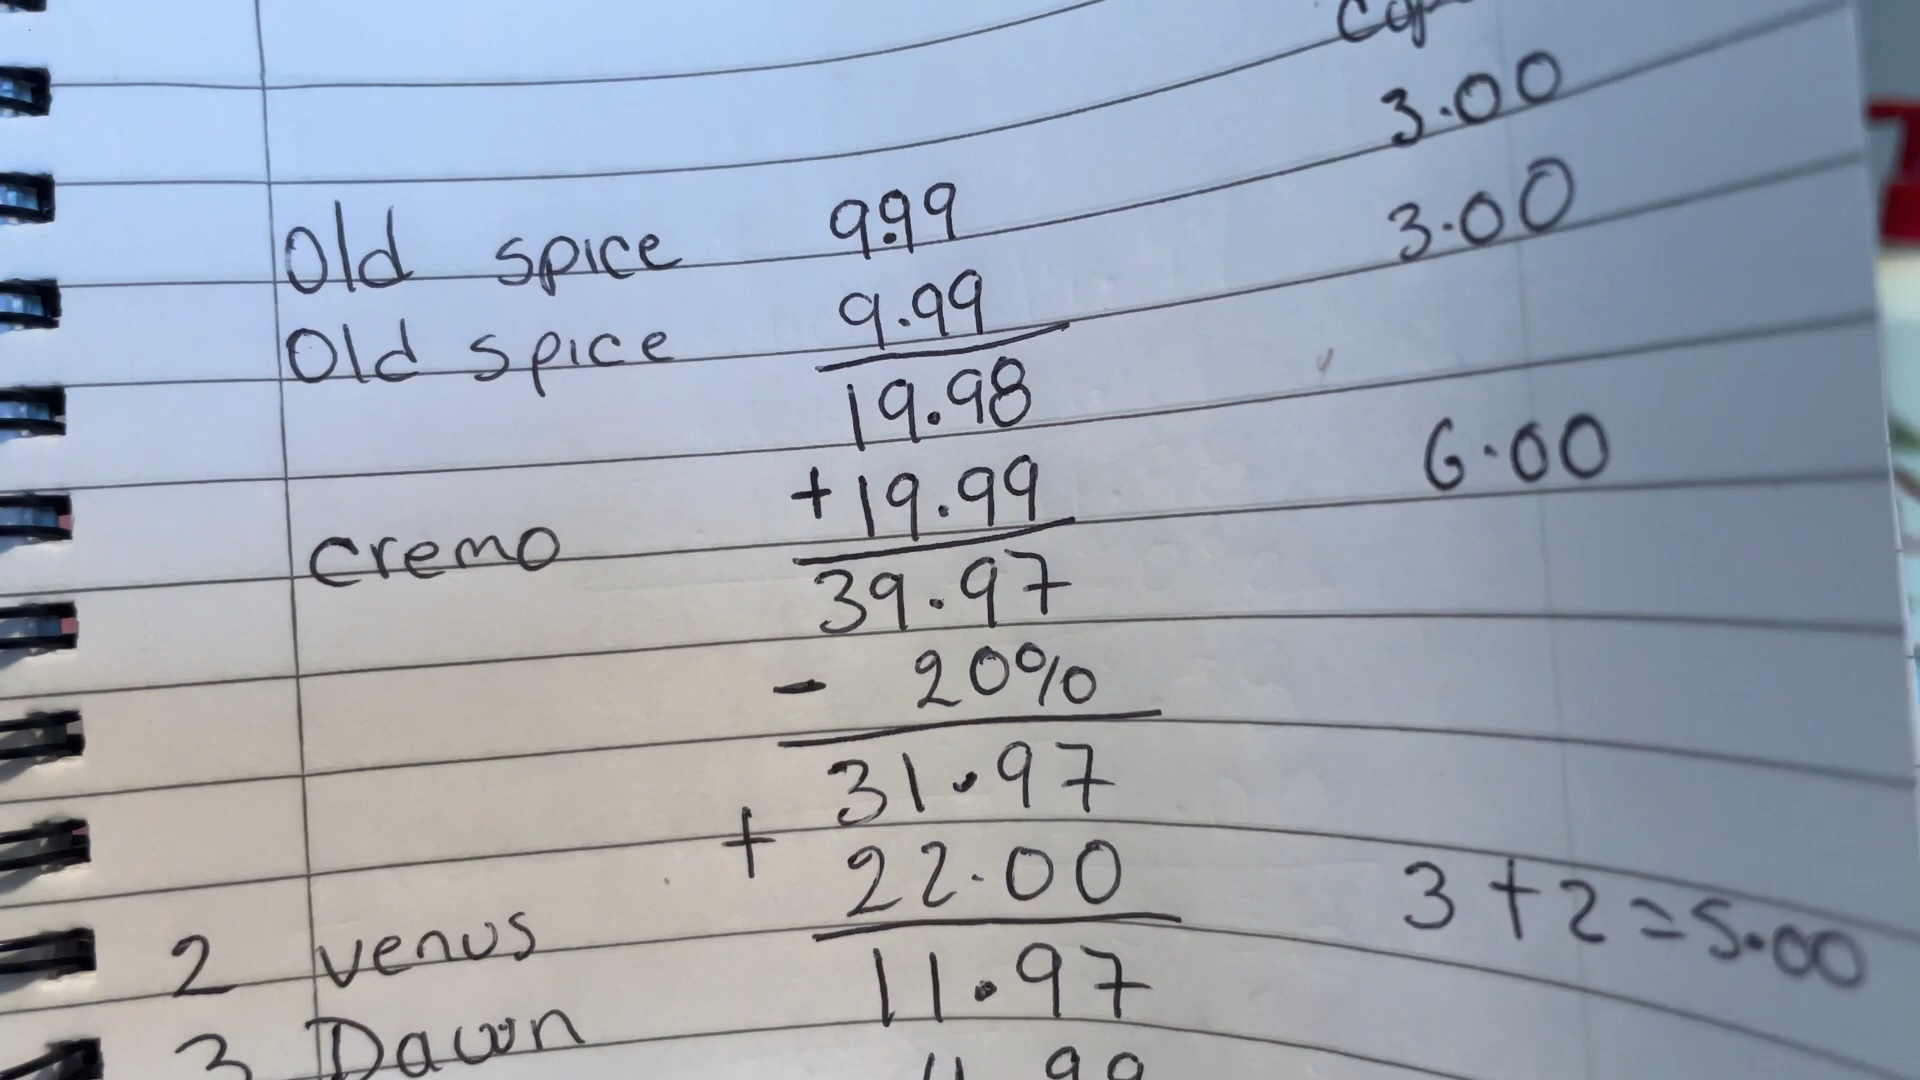 3.00
Old spice 9.99 3.00
Old spice 9.99
19.98
+ 19.99 6.00
Cremo
39.97
- 20%
31.97
+ 22.00 3+2=5.00
2 venus
11.97
3 Dawn